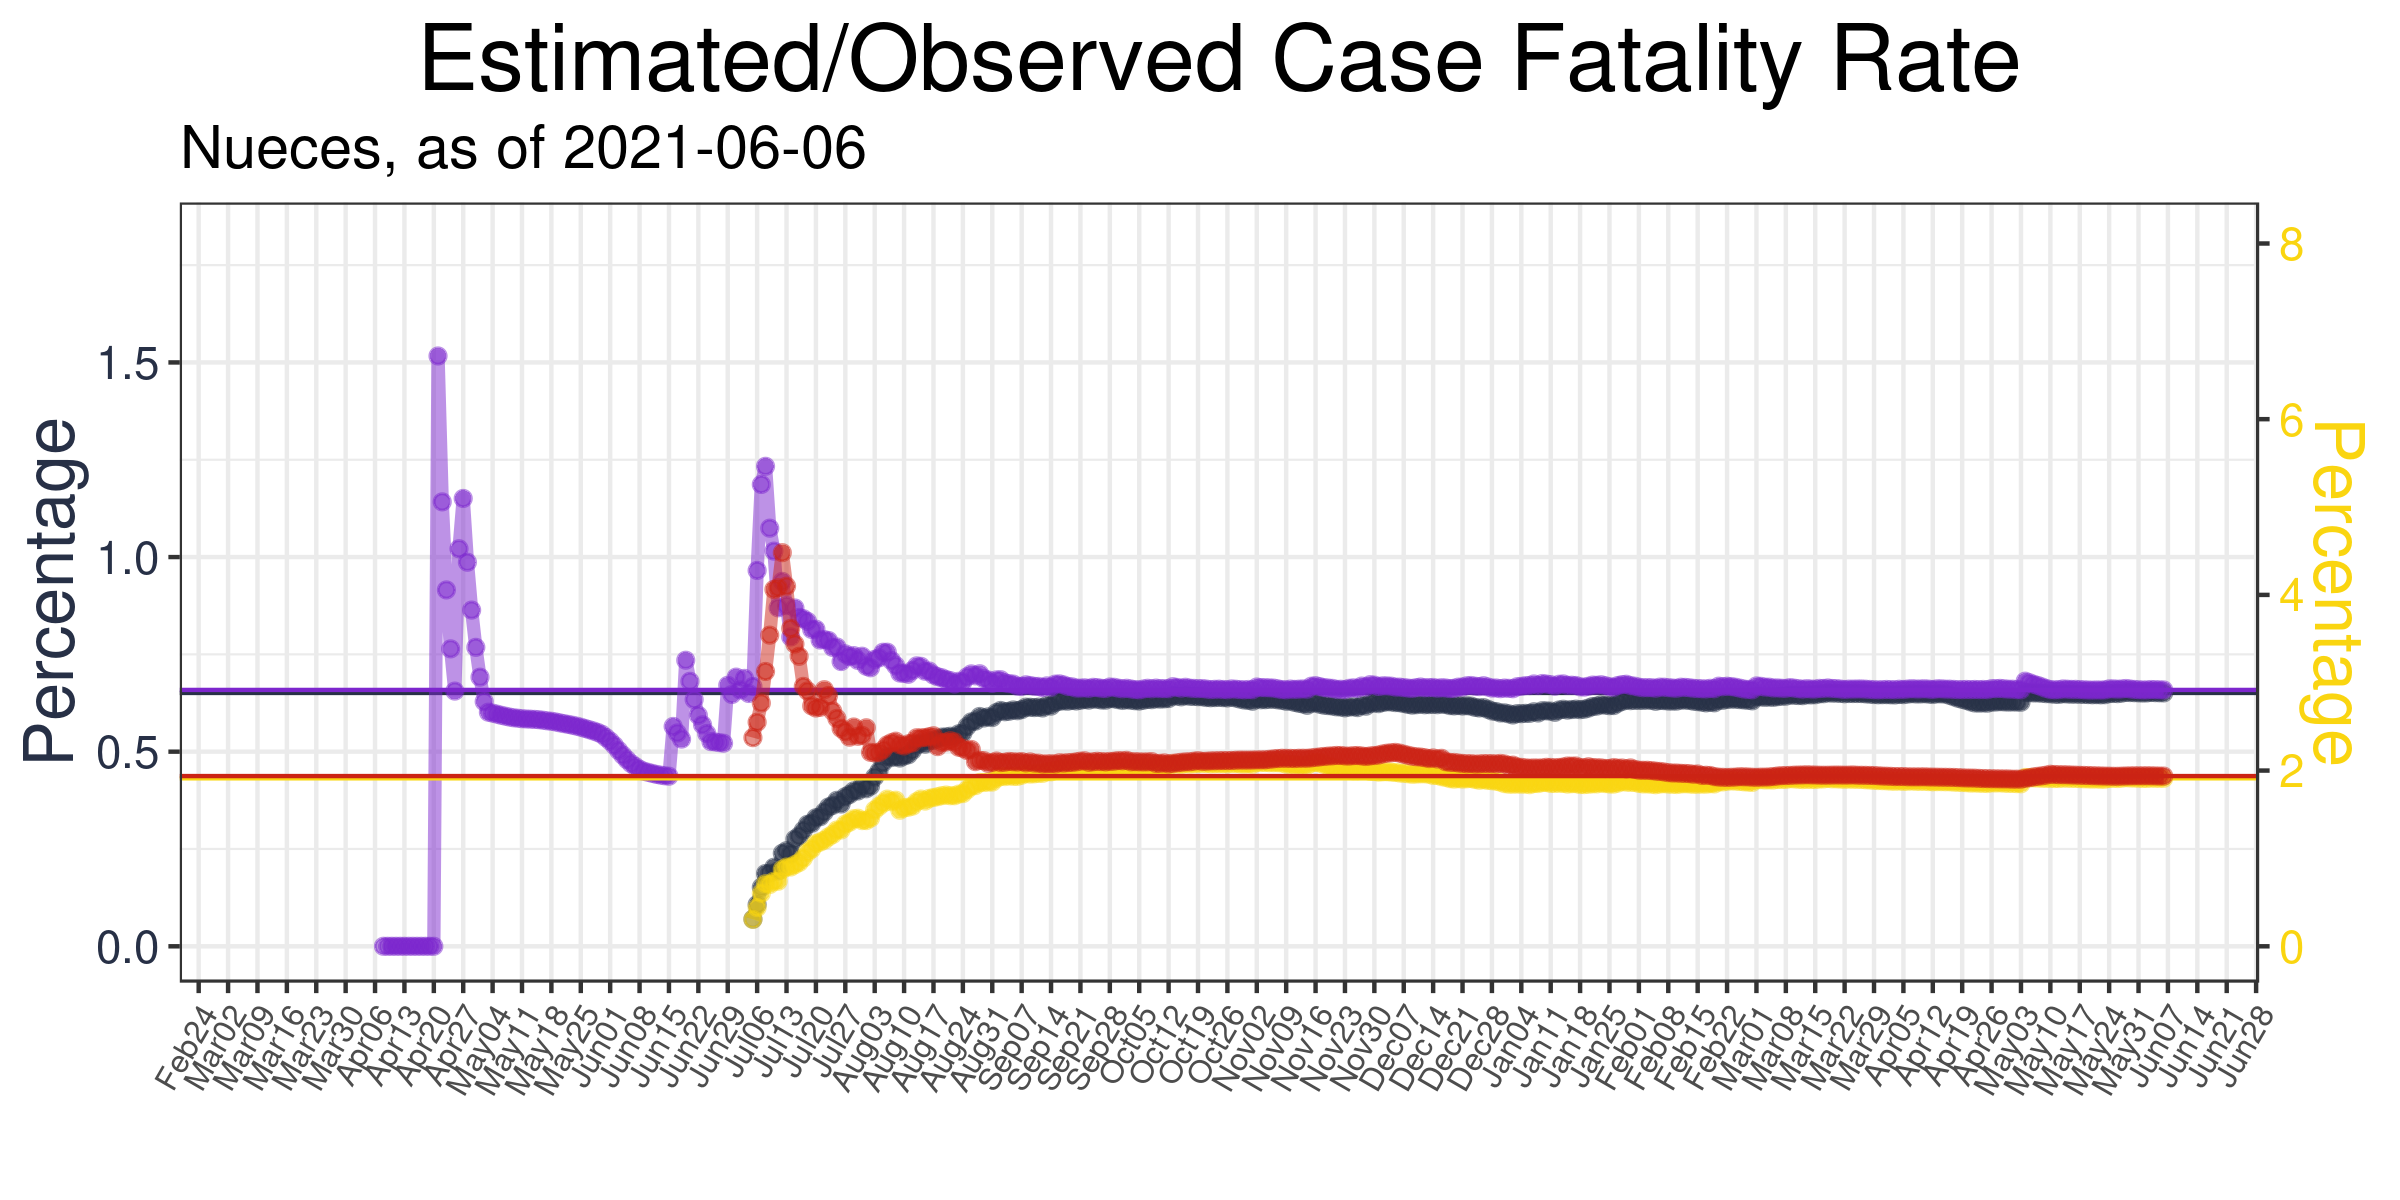 Estimated/Observed Case Fatality Rate
Nueces, as of 2021-06-06
Percentage
1.5
1.0
0.5
0.0
8
6
4
2
0
Percentage
Feb24
Mar02
Mar09
Mar16
Mar23
Mar30
Apr06
Apr13
Apr20
Apr27
May04
May11
May18
May25
Jun01
Jun08
Jun15
Jun22
Jun29
Jul06
Jul13
Jul20
Jul27
Aug03
Aug10
Aug17
Aug24
Aug31
Sep07
Sep14
Sep21
Sep28
Oct05
Oct12
Oct19
Oct26
Nov02
Nov09
Nov16
Nov23
Nov30
Dec07
Dec14
Dec21
Dec28
Jan04
Jan11
Jan18
Jan25
Feb01
Feb08
Feb15
Feb22
Mar01
Mar08
Mar15
Mar22
Mar29
Apr05
Apr12
Apr19
Apr26
May03
May10
May17
May24
May31
Jun07
Jun14
Jun21
Jun28